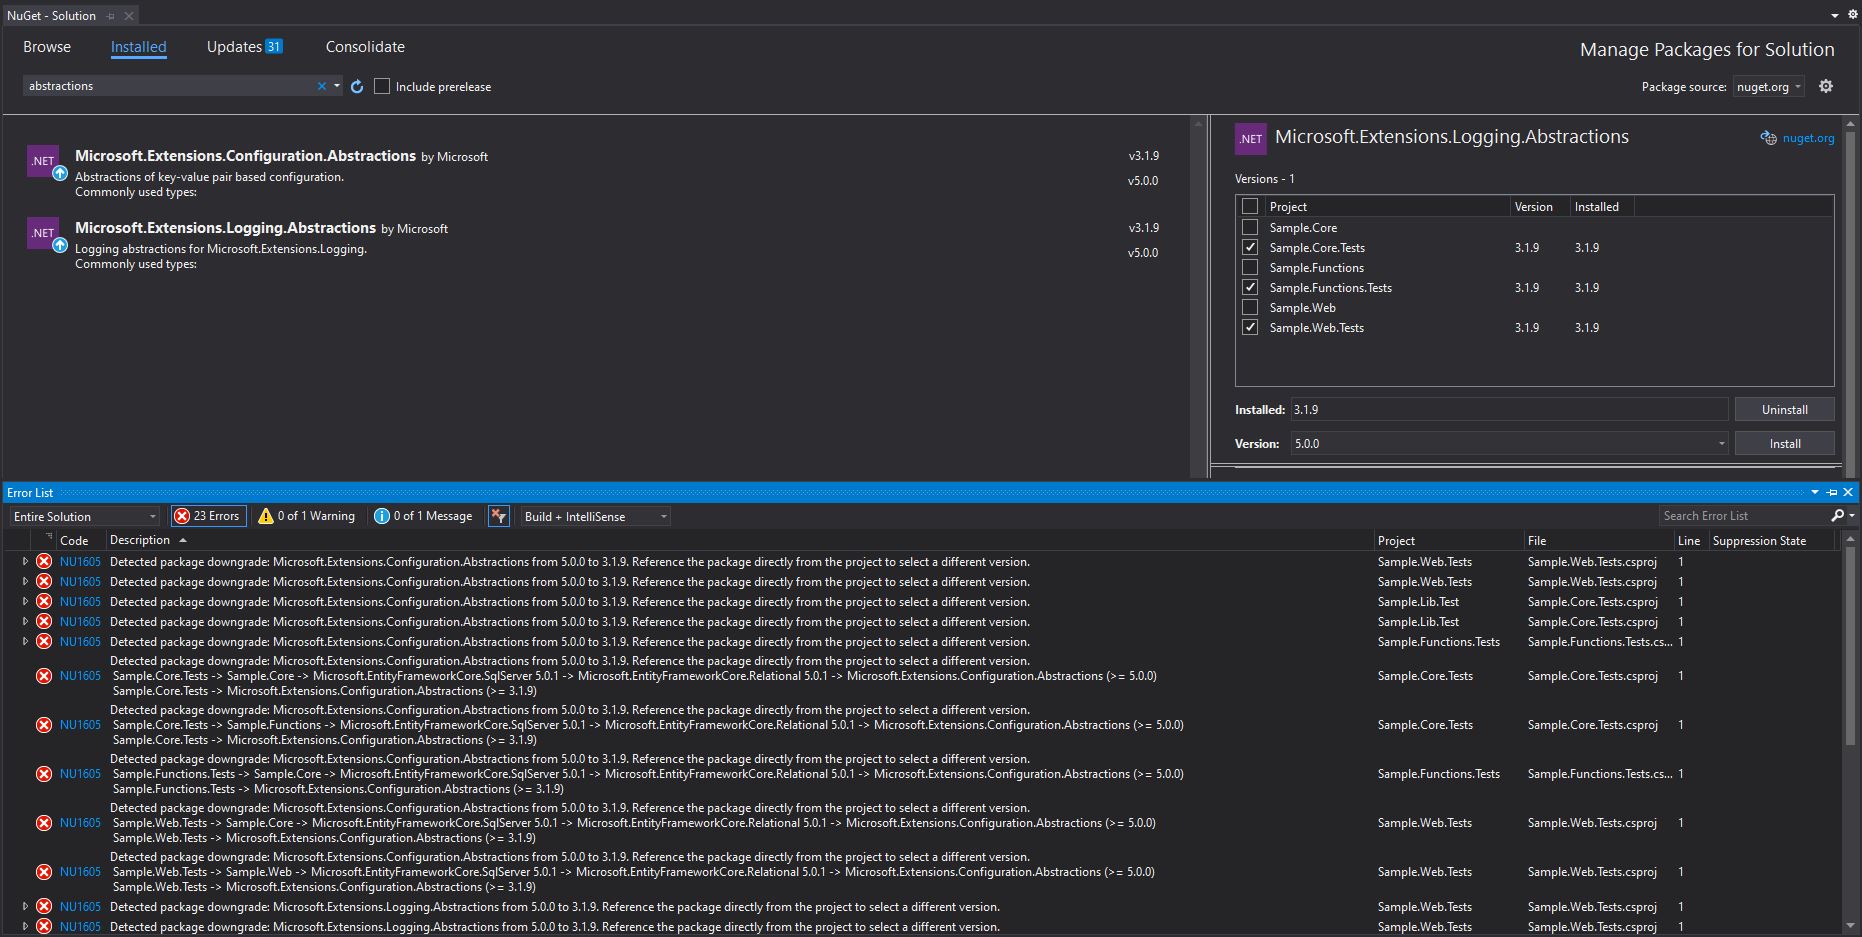 NuGet - Solution
Browse
Installed
Updates 31
Consolidate
Manage Packages for Solution
abstractions
Include prerelease
Package source: nuget.org
.NET
Microsoft.Extensions.Configuration.Abstractions by Microsoft
v3.1.9
Abstractions of key-value pair based configuration.
v5.0.0
Commonly used types:
.NET
Microsoft.Extensions.Logging.Abstractions by Microsoft
v3.1.9
Logging abstractions for Microsoft.Extensions.Logging.
v5.0.0
Commonly used types:
.NET
Microsoft.Extensions.Logging.Abstractions
nuget.org
Versions - 1
Project Version Installed
Sample.Core
Sample.Core.Tests 3.1.9 3.1.9
Sample.Functions
Sample.Functions.Tests 3.1.9 3.1.9
Sample.Web
Sample.Web.Tests 3.1.9 3.1.9
Installed: 3.1.9 Uninstall
Version: 5.0.0 Install
Error List
Entire Solution 23 Errors 0 of 1 Warning 0 of 1 Message Build + IntelliSense Search Error List
Code Description Project File Line Suppression State
NU1605 Detected package downgrade: Microsoft.Extensions.Configuration.Abstractions from 5.0.0 to 3.1.9. Reference the package directly from the project to select a different version. Sample.Web.Tests Sample.Web.Tests.csproj 1
NU1605 Detected package downgrade: Microsoft.Extensions.Configuration.Abstractions from 5.0.0 to 3.1.9. Reference the package directly from the project to select a different version. Sample.Web.Tests Sample.Web.Tests.csproj 1
NU1605 Detected package downgrade: Microsoft.Extensions.Configuration.Abstractions from 5.0.0 to 3.1.9. Reference the package directly from the project to select a different version. Sample.Lib.Test Sample.Core.Tests.csproj 1
NU1605 Detected package downgrade: Microsoft.Extensions.Configuration.Abstractions from 5.0.0 to 3.1.9. Reference the package directly from the project to select a different version. Sample.Lib.Test Sample.Core.Tests.csproj 1
NU1605 Detected package downgrade: Microsoft.Extensions.Configuration.Abstractions from 5.0.0 to 3.1.9. Reference the package directly from the project to select a different version. Sample.Functions.Tests Sample.Functions.Tests.cs... 1
Detected package downgrade: Microsoft.Extensions.Configuration.Abstractions from 5.0.0 to 3.1.9. Reference the package directly from the project to select a different version.
NU1605 Sample.Core.Tests -> Sample.Core -> Microsoft.EntityFrameworkCore.SqlServer 5.0.1 -> Microsoft.EntityFrameworkCore.Relational 5.0.1 -> Microsoft.Extensions.Configuration.Abstractions (>= 5.0.0) Sample.Core.Tests Sample.Core.Tests.csproj 1
Sample.Core.Tests -> Microsoft.Extensions.Configuration.Abstractions (>= 3.1.9)
Detected package downgrade: Microsoft.Extensions.Configuration.Abstractions from 5.0.0 to 3.1.9. Reference the package directly from the project to select a different version.
NU1605 Sample.Core.Tests -> Sample.Functions -> Microsoft.EntityFrameworkCore.SqlServer 5.0.1 -> Microsoft.EntityFrameworkCore.Relational 5.0.1 -> Microsoft.Extensions.Configuration.Abstractions (>= 5.0.0) Sample.Core.Tests Sample.Core.Tests.csproj 1
Sample.Core.Tests -> Microsoft.Extensions.Configuration.Abstractions (>= 3.1.9)
Detected package downgrade: Microsoft.Extensions.Configuration.Abstractions from 5.0.0 to 3.1.9. Reference the package directly from the project to select a different version.
NU1605 Sample.Functions.Tests -> Sample.Core -> Microsoft.EntityFrameworkCore.SqlServer 5.0.1 -> Microsoft.EntityFrameworkCore.Relational 5.0.1 -> Microsoft.Extensions.Configuration.Abstractions (>= 5.0.0) Sample.Functions.Tests Sample.Functions.Tests.cs... 1
Sample.Functions.Tests -> Microsoft.Extensions.Configuration.Abstractions (>= 3.1.9)
Detected package downgrade: Microsoft.Extensions.Configuration.Abstractions from 5.0.0 to 3.1.9. Reference the package directly from the project to select a different version.
NU1605 Sample.Web.Tests -> Sample.Core -> Microsoft.EntityFrameworkCore.SqlServer 5.0.1 -> Microsoft.EntityFrameworkCore.Relational 5.0.1 -> Microsoft.Extensions.Configuration.Abstractions (>= 5.0.0) Sample.Web.Tests Sample.Web.Tests.csproj 1
Sample.Web.Tests -> Microsoft.Extensions.Configuration.Abstractions (>= 3.1.9)
Detected package downgrade: Microsoft.Extensions.Configuration.Abstractions from 5.0.0 to 3.1.9. Reference the package directly from the project to select a different version.
NU1605 Sample.Web.Tests -> Sample.Web -> Microsoft.EntityFrameworkCore.SqlServer 5.0.1 -> Microsoft.EntityFrameworkCore.Relational 5.0.1 -> Microsoft.Extensions.Configuration.Abstractions (>= 5.0.0) Sample.Web.Tests Sample.Web.Tests.csproj 1
Sample.Web.Tests -> Microsoft.Extensions.Configuration.Abstractions (>= 3.1.9)
NU1605 Detected package downgrade: Microsoft.Extensions.Logging.Abstractions from 5.0.0 to 3.1.9. Reference the package directly from the project to select a different version. Sample.Web.Tests Sample.Web.Tests.csproj 1
NU1605 Detected package downgrade: Microsoft.Extensions.Logging.Abstractions from 5.0.0 to 3.1.9. Reference the package directly from the project to select a different version. Sample.Web.Tests Sample.Web.Tests.csproj 1